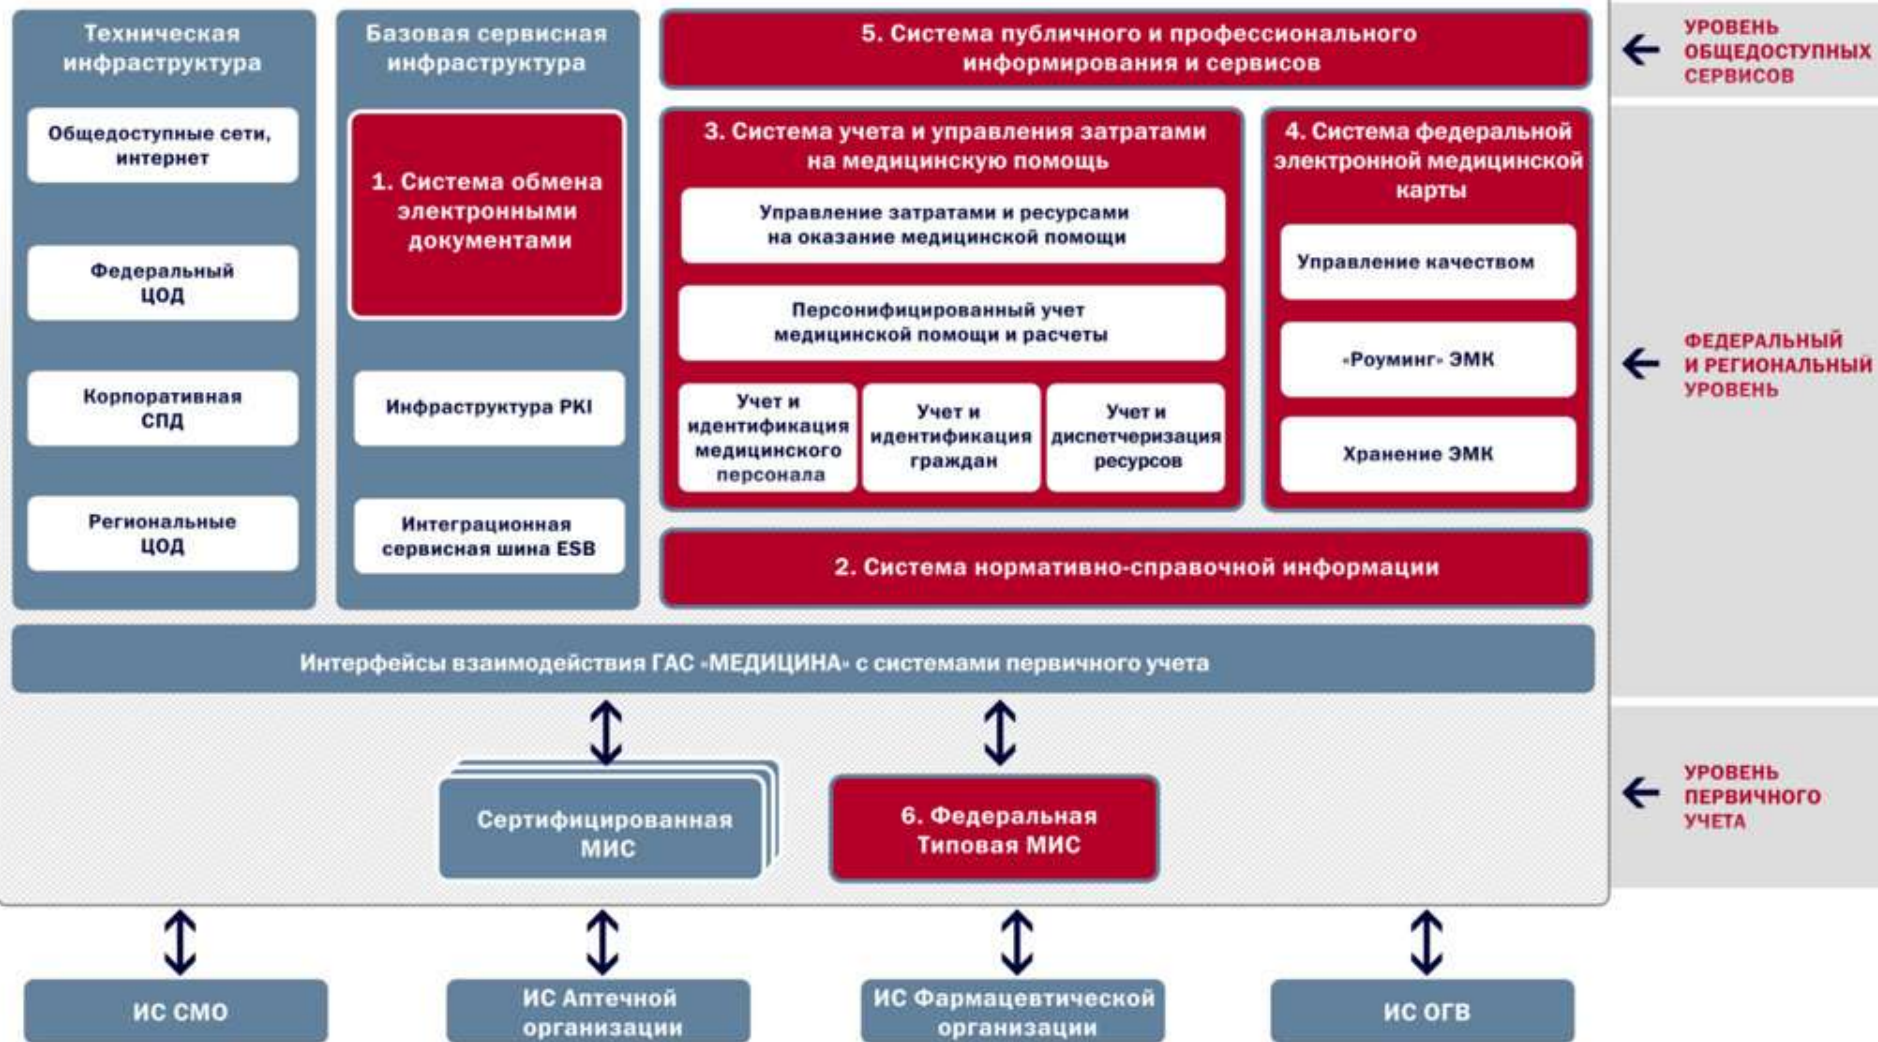 Техническая
инфраструктура
Общедоступные сети,
интернет
Федеральный
ЦОД
Корпоративная
СПД
Региональные
ЦОД
Базовая сервисная
инфраструктура
1. Система обмена
электронными
документами
Инфраструктура PKI
Интеграционная
сервисная шина ESB
5. Система публичного и профессионального
информирования и сервисов
3. Система учета и управления затратами
на медицинскую помощь
Управление затратами и ресурсами
на оказание медицинской помощи
Персонифицированный учет
медицинской помощи и расчеты
Учет и
идентификация
медицинского
персонала
Учет и
идентификация
граждан
Учет и
диспетчеризация
ресурсов
4. Система федеральной
электронной медицинской
карты
Управление качеством
«Роуминг» ЭМК
Хранение ЭМК
2. Система нормативно-справочной информации
Интерфейсы взаимодействия ГАС «МЕДИЦИНА» с системами первичного учета
Сертифицированная
МИС
6. Федеральная
Типовая МИС
ИС СМО
ИС Аптечной
организации
ИС Фармацевтической
организации
ИС ОГВ
УРОВЕНЬ
ОБЩЕДОСТУПНЫХ
СЕРВИСОВ
ФЕДЕРАЛЬНЫЙ
И РЕГИОНАЛЬНЫЙ
УРОВЕНЬ
УРОВЕНЬ
ПЕРВИЧНОГО
УЧЕТА